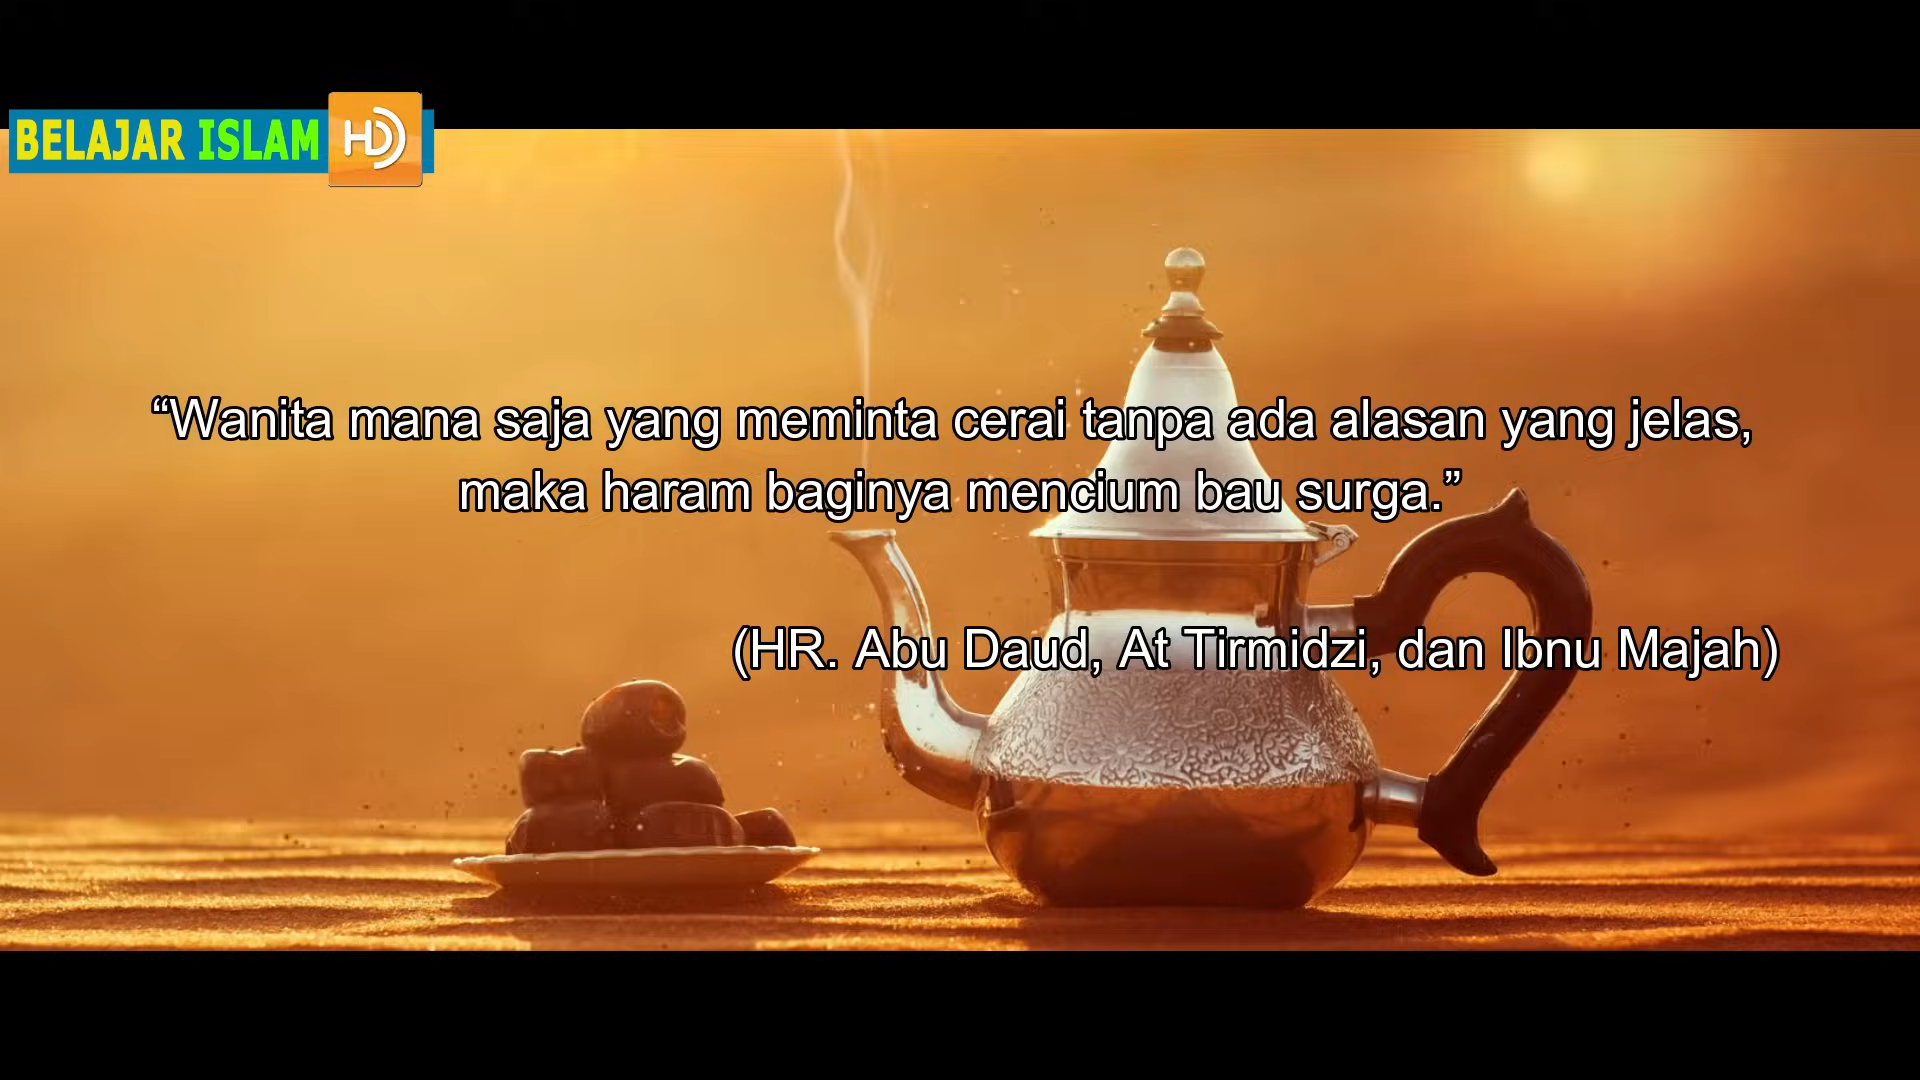 BELAJAR ISLAM HD
“Wanita mana saja yang meminta cerai tanpa ada alasan yang jelas,
maka haram baginya mencium bau surga.”
(HR. Abu Daud, At Tirmidzi, dan Ibnu Majah)